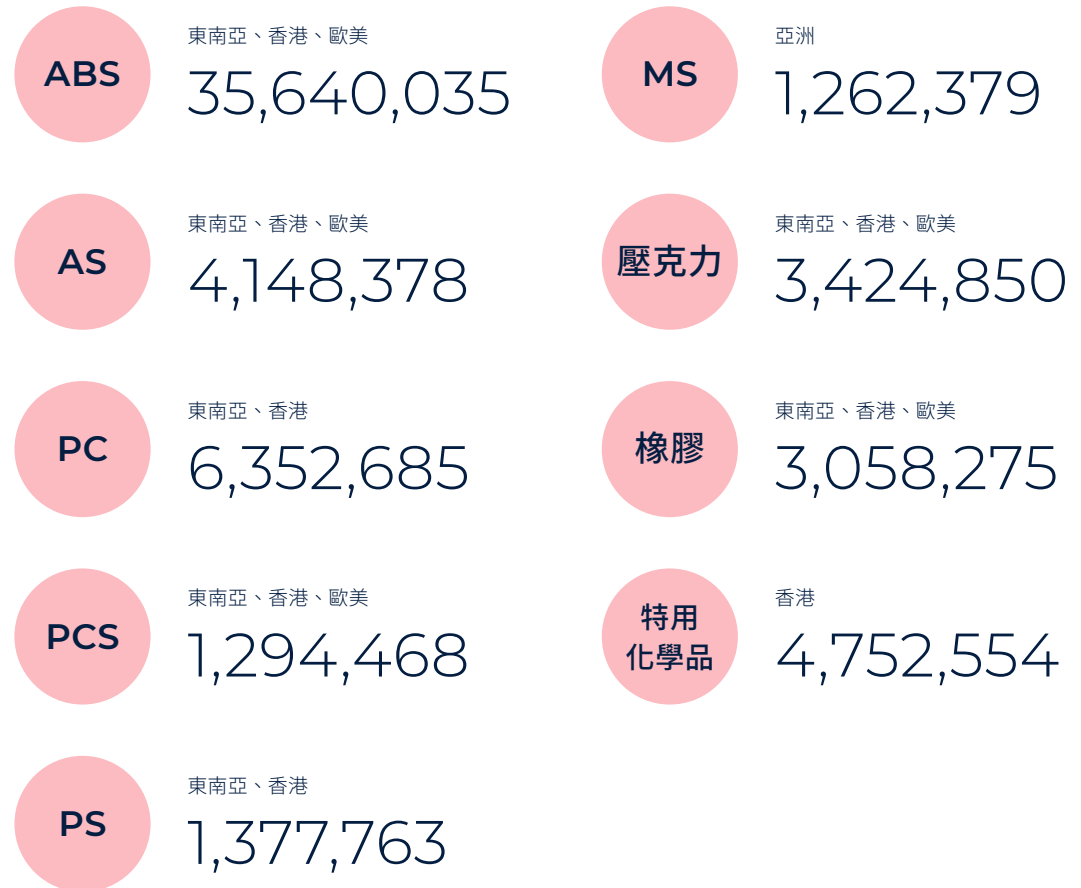 ABS
東南亞、香港、歐美
35,640,035
AS
東南亞、香港、歐美
4,148,378
PC
東南亞、香港
6,352,685
PCS
東南亞、香港、歐美
1,294,468
PS
東南亞、香港
1,377,763
MS
亞洲
1,262,379
壓克力
東南亞、香港、歐美
3,424,850
橡膠
東南亞、香港、歐美
3,058,275
特用
化學品
香港
4,752,554